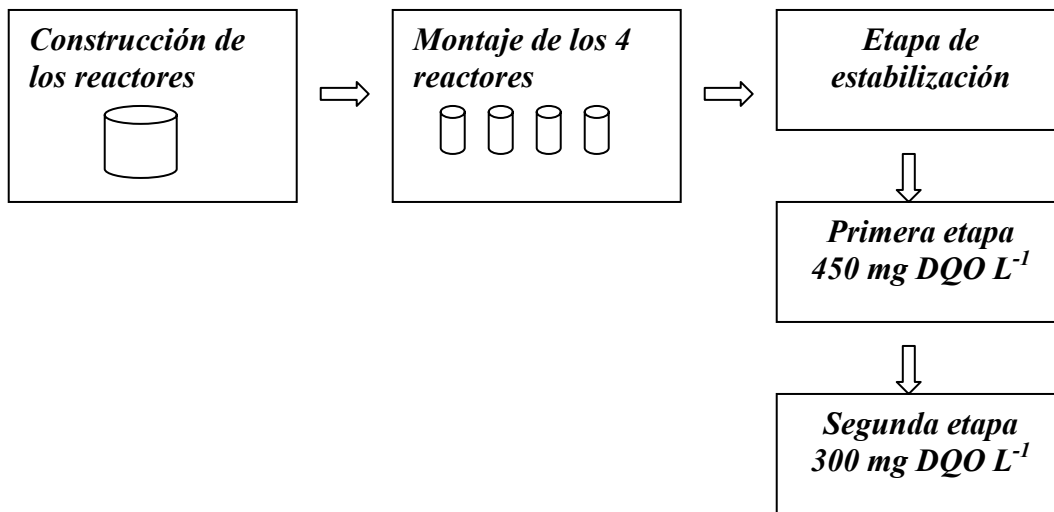 Construcción de
los reactores
Montaje de los 4
reactores
Etapa de
estabilización
Primera etapa
450 mg DQO L⁻¹
Segunda etapa
300 mg DQO L⁻¹